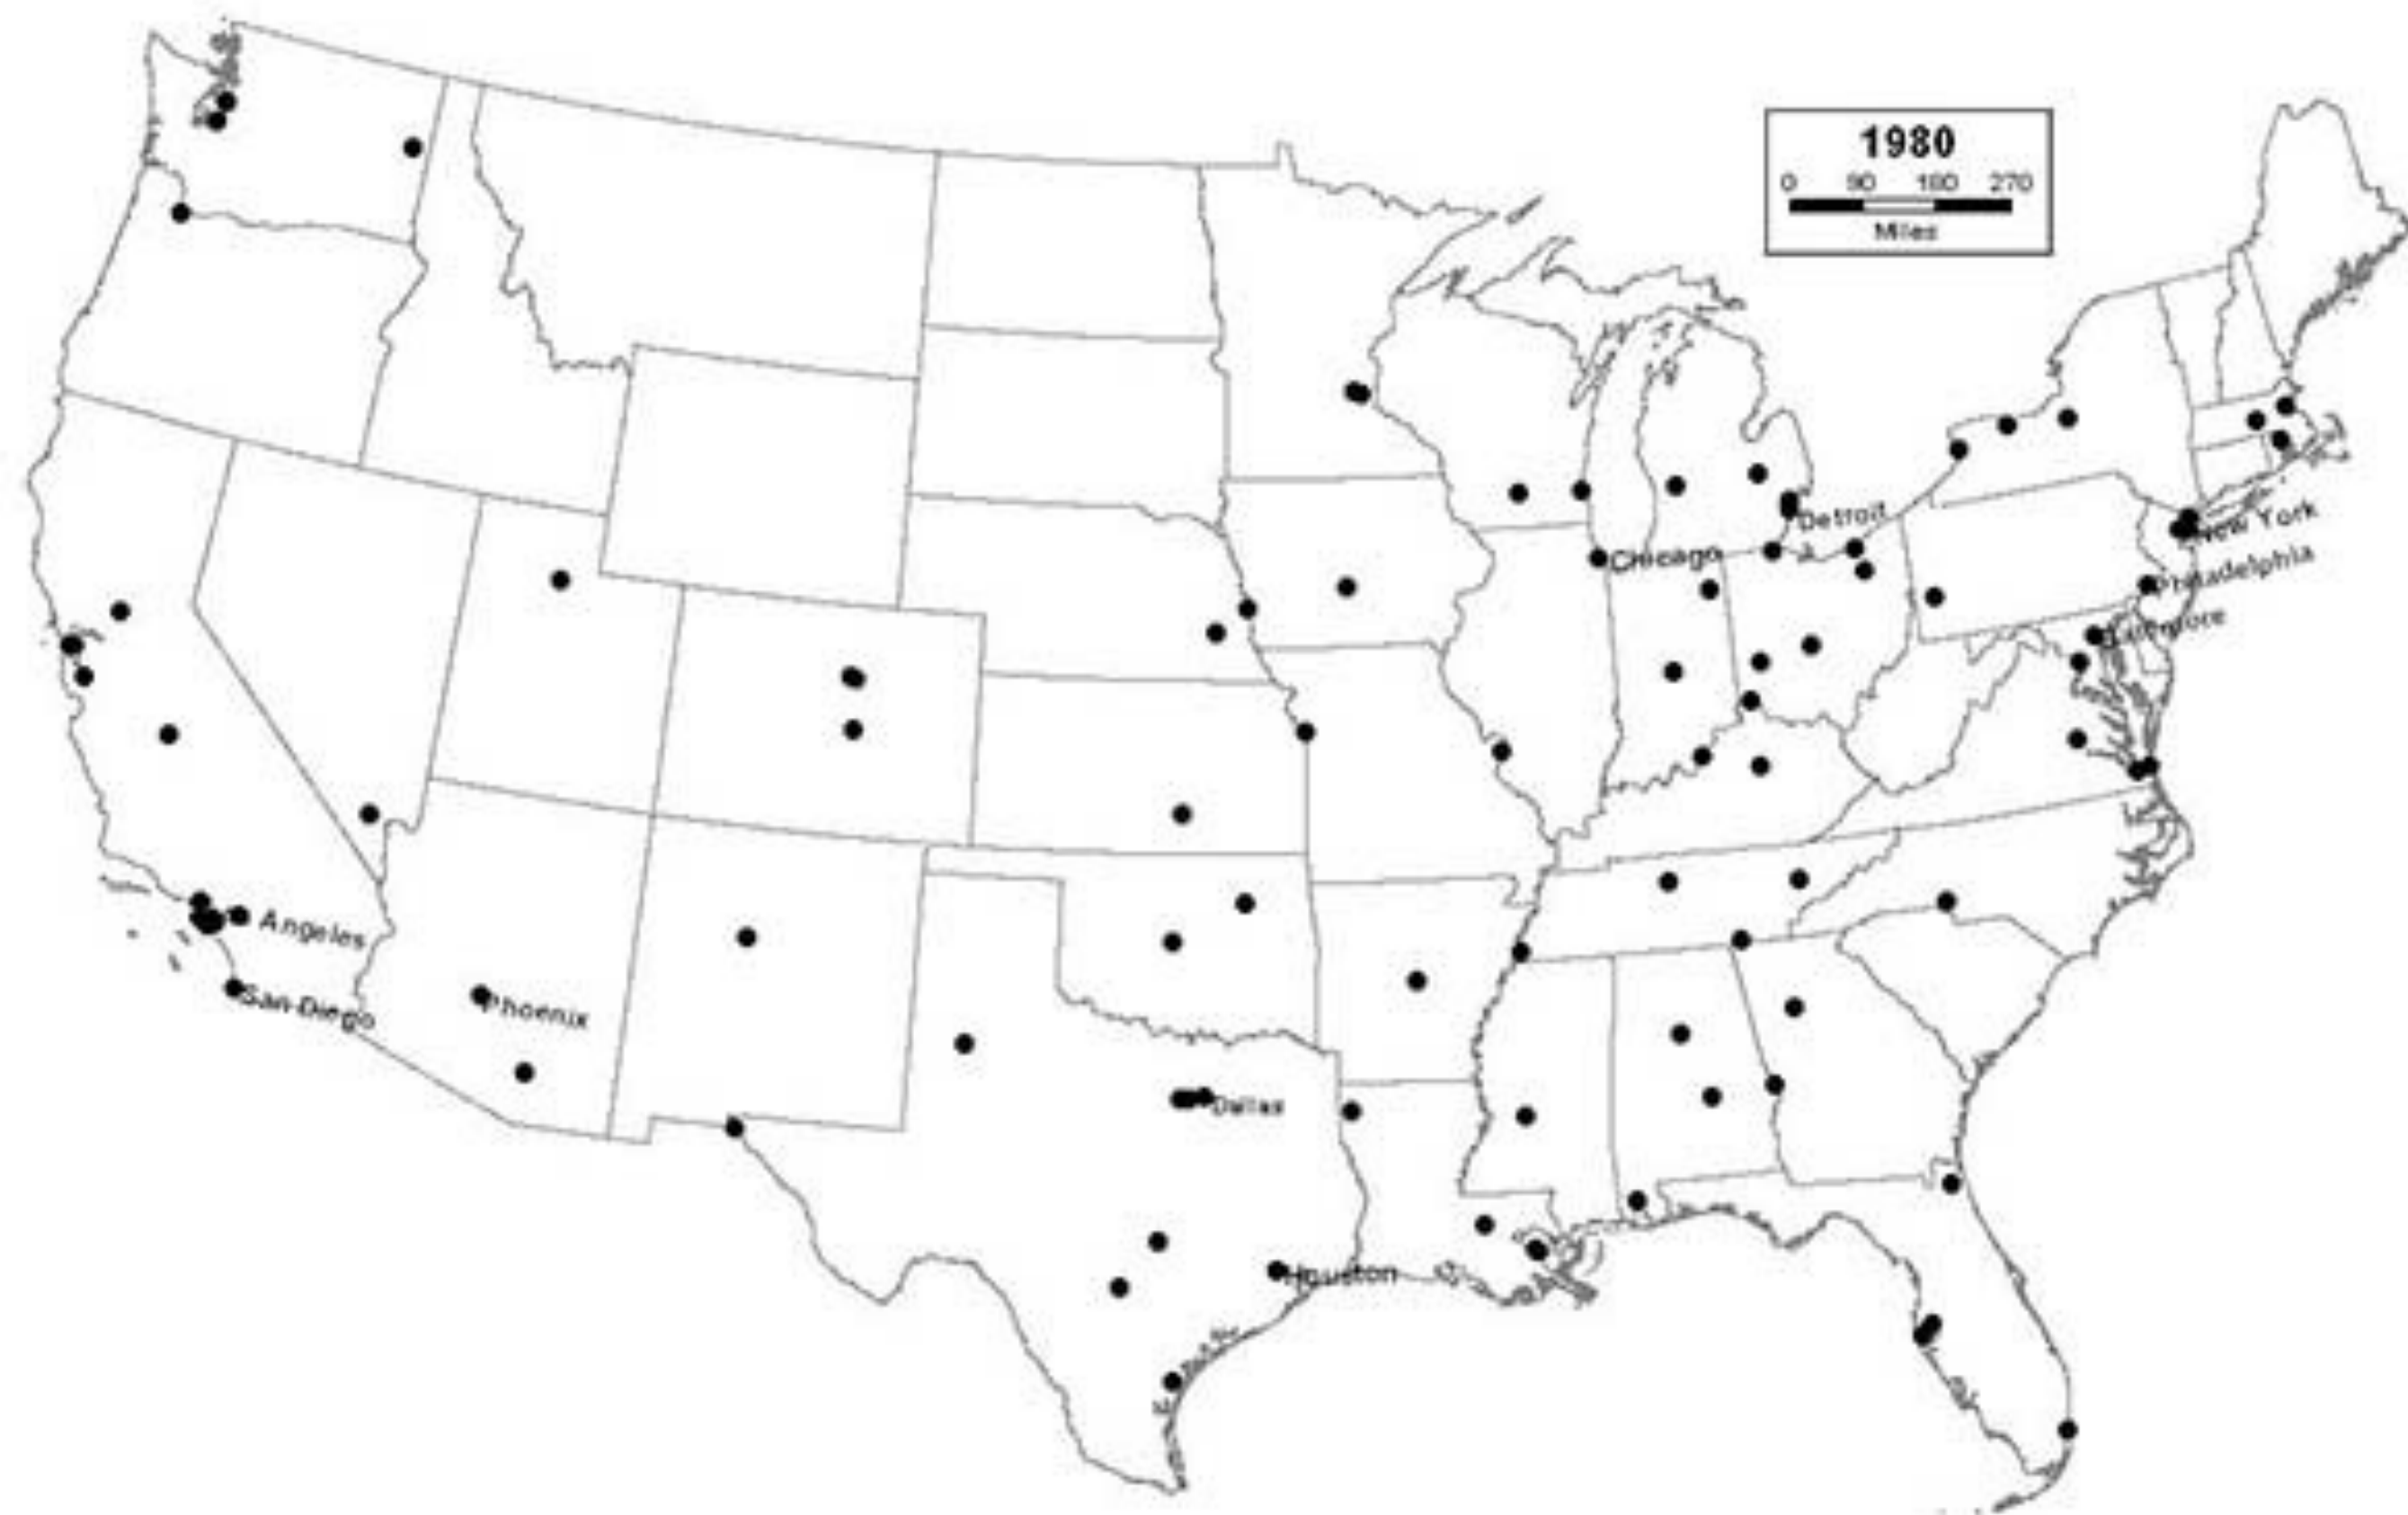 1980
0 90 180 270
Miles
Detroit
New York
Chicago
Philadelphia
Baltimore
Angeles
San Diego
Phoenix
Dallas
Houston